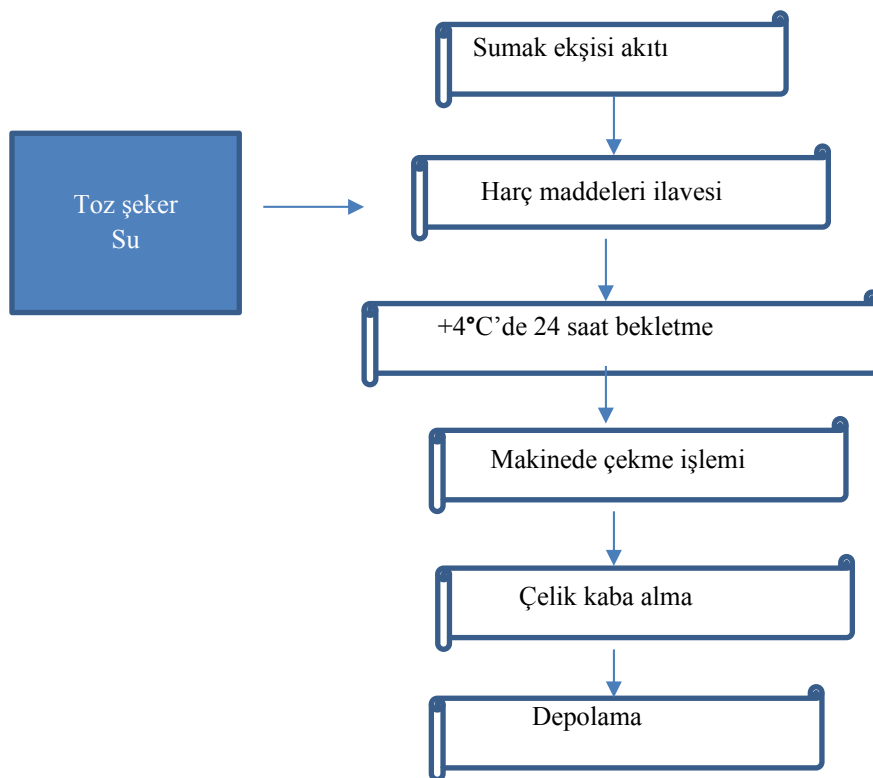 Sumak ekşisi akıtı
Toz şeker
Su
Harç maddeleri ilavesi
+4°C’de 24 saat bekletme
Makinede çekme işlemi
Çelik kaba alma
Depolama